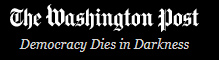 The Washington Post
Democracy Dies in Darkness